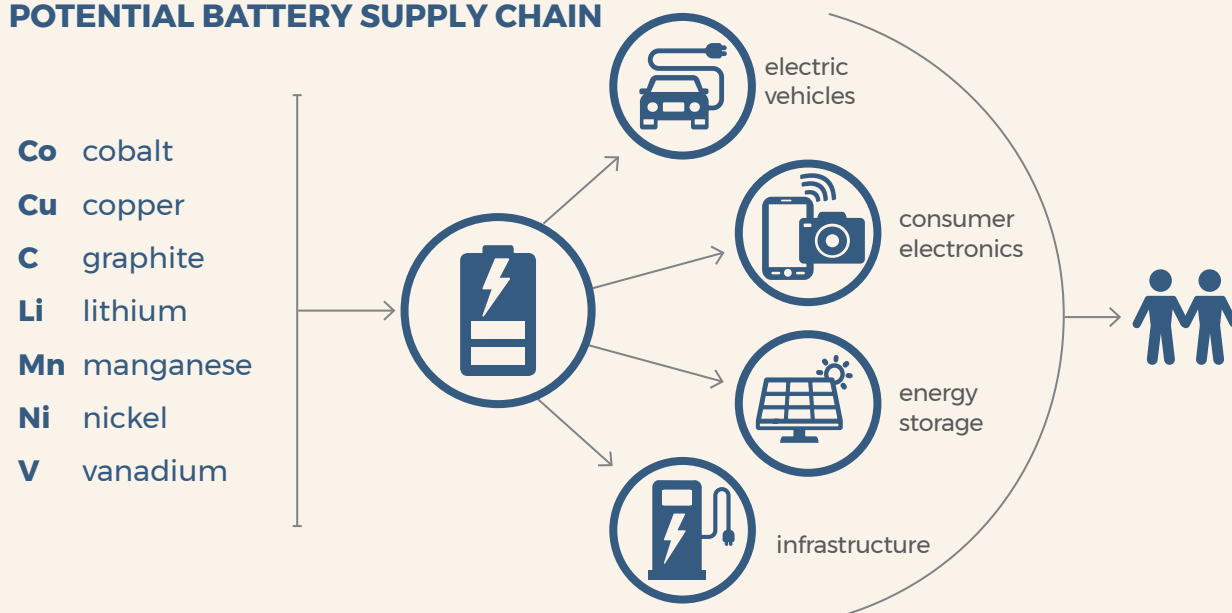 POTENTIAL BATTERY SUPPLY CHAIN
Co cobalt
Cu copper
C graphite
Li lithium
Mn manganese
Ni nickel
V vanadium
electric
vehicles
consumer
electronics
energy
storage
infrastructure